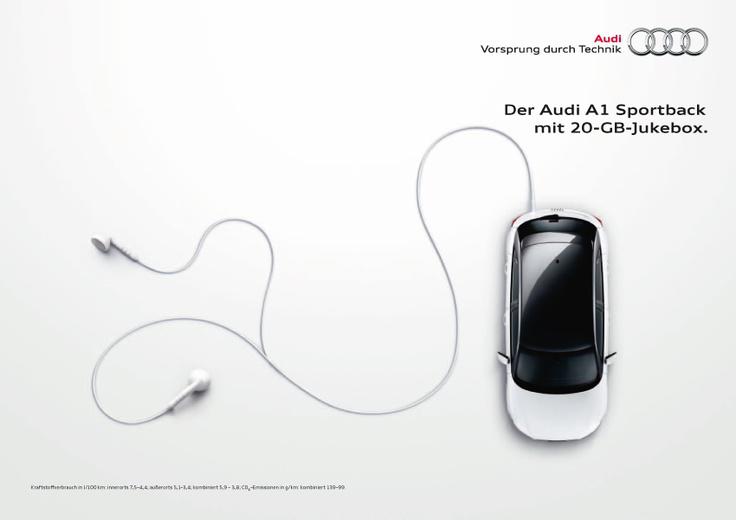 Audi
Vorsprung durch Technik
Der Audi A1 Sportback
mit 20-GB-Jukebox.
Kraftstoffverbrauch in l/100 km: innerorts 7,5–4,4; außerorts 5,1–3,4; kombiniert 5,9 – 3,8; CO₂-Emissionen in g/km: kombiniert 139–99.